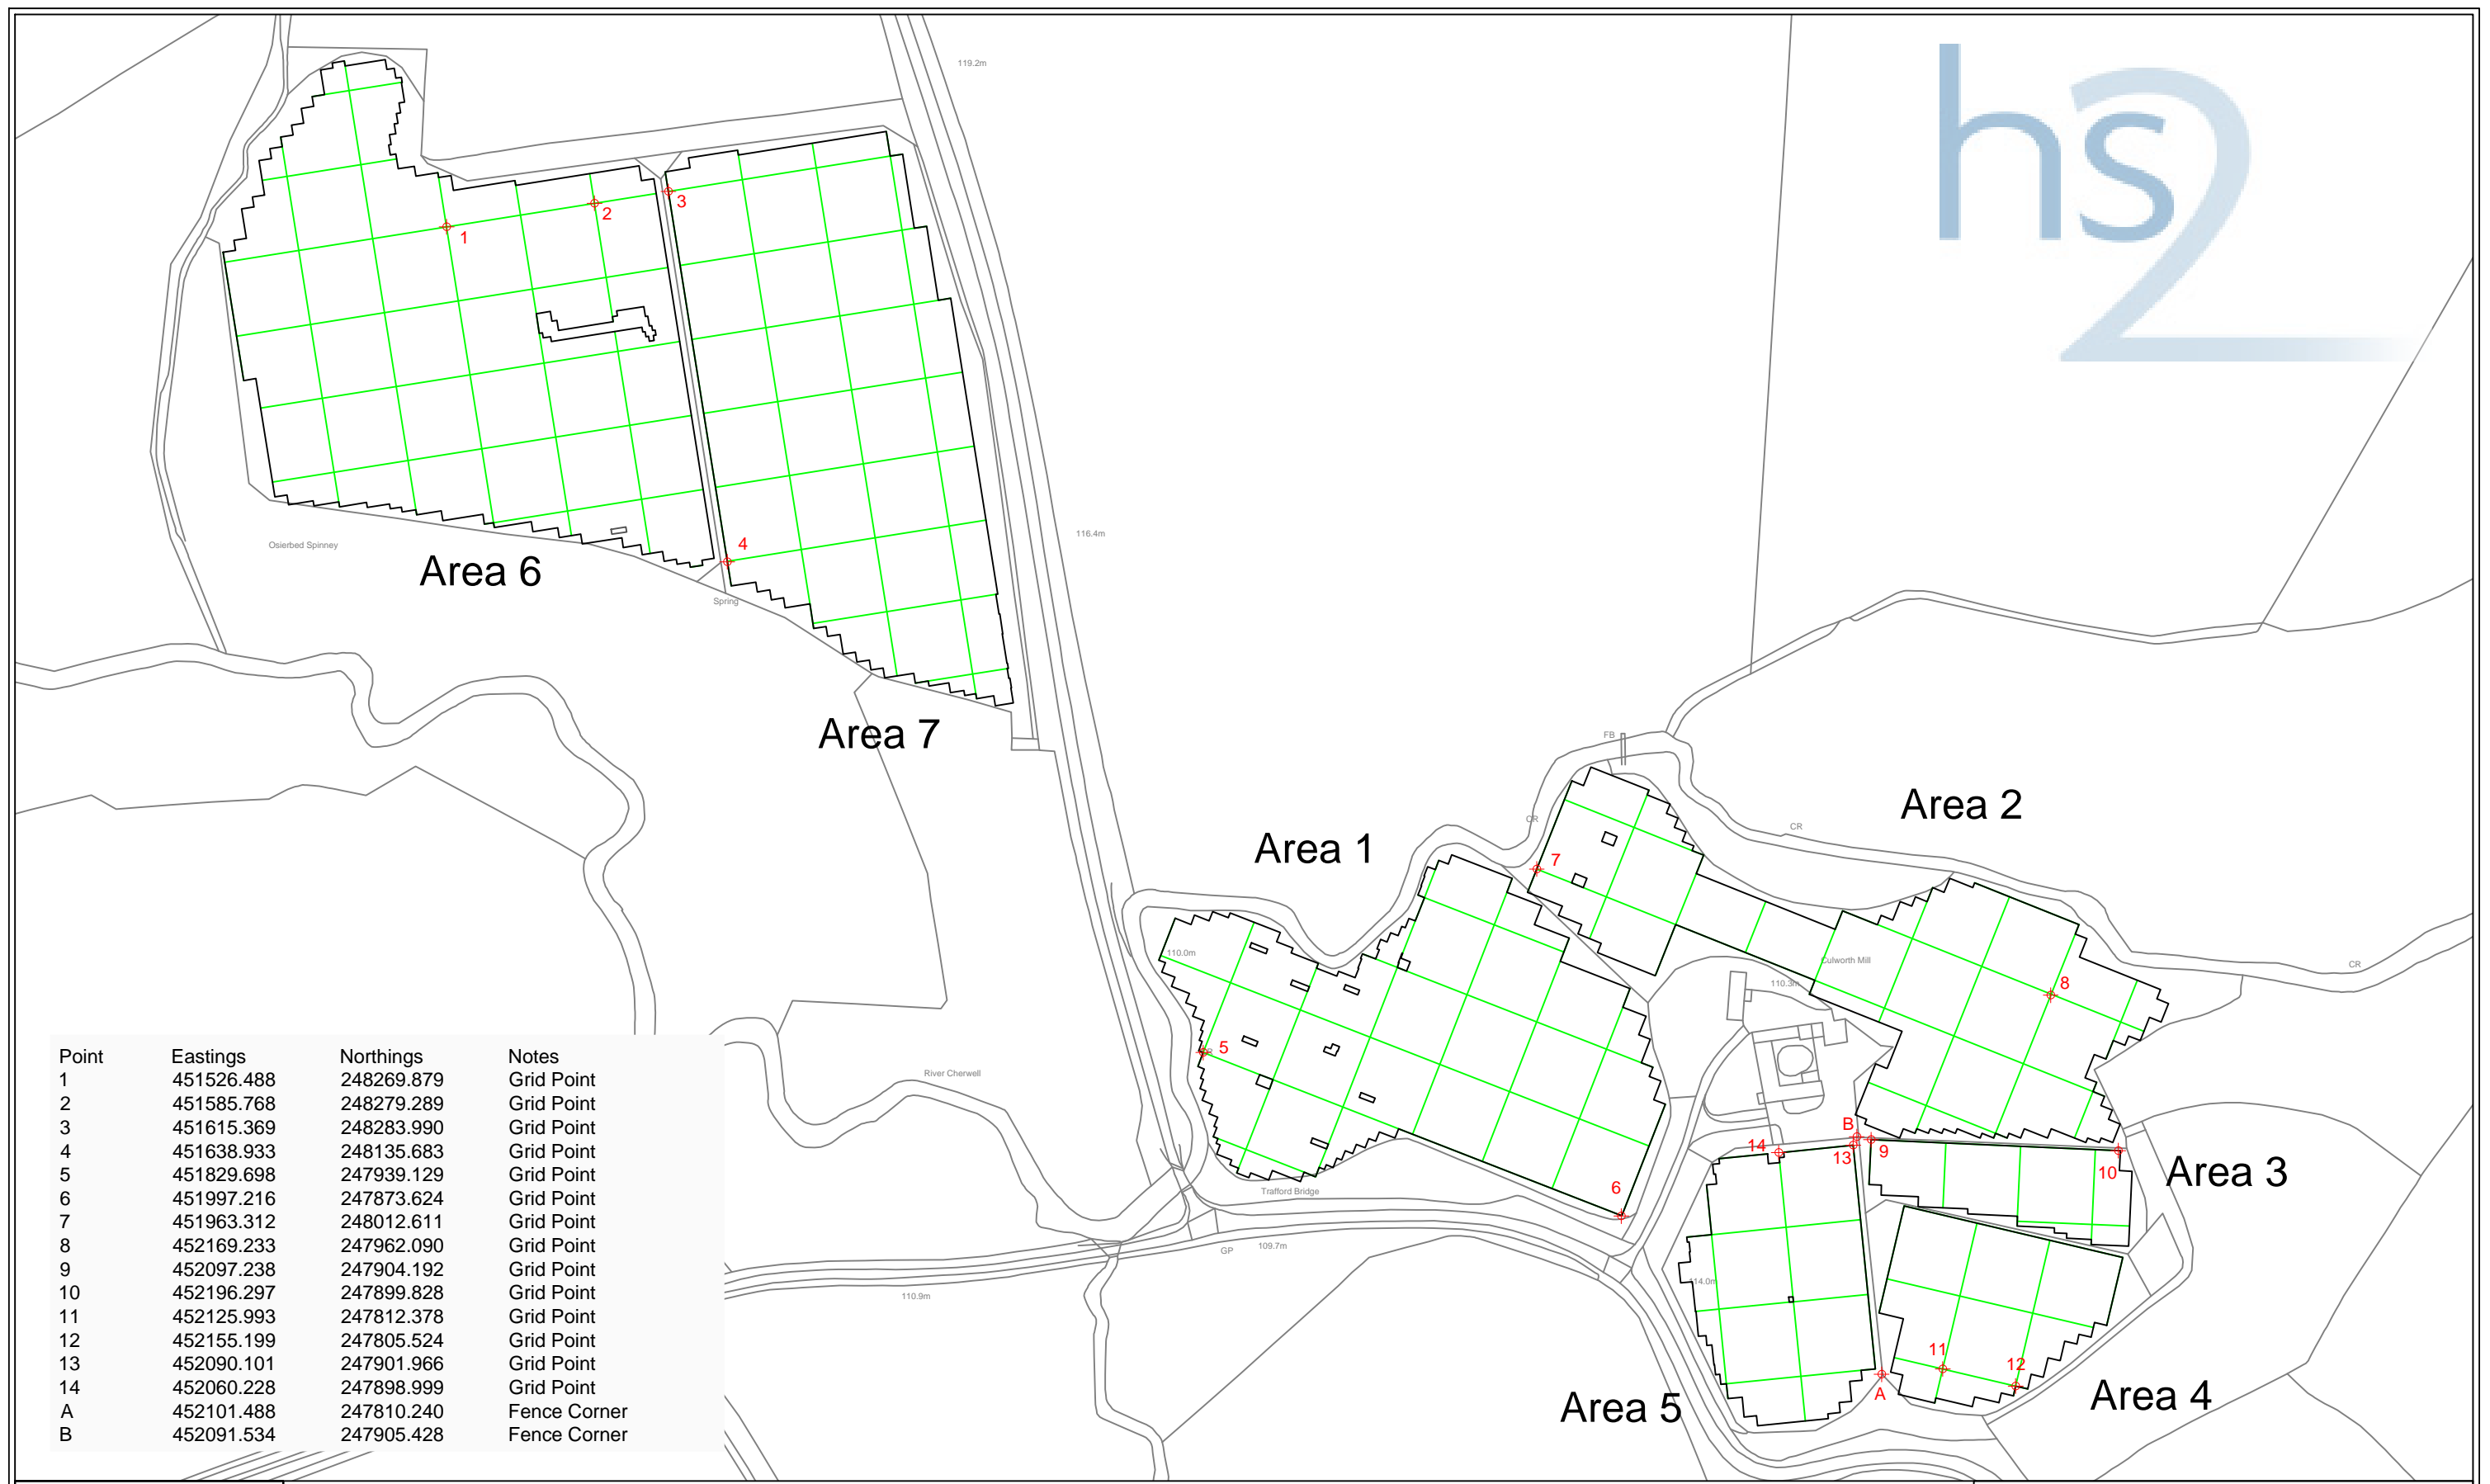 119.2m
hs2
3
2
1
116.4m
4
Osierbed Spinney
Area 6
Spring
Area 7
FB
Area 2
CR
CR
Area 1
7
110.0m
Culworth Mill
CR
110.3m
8
5
River Cherwell
B
14
13
9
10
Area 3
Trafford Bridge
6
GP
109.7m
114.0m
110.9m
11
12
A
Area 5
Area 4
Point Eastings Northings Notes
1 451526.488 248269.879 Grid Point
2 451585.768 248279.289 Grid Point
3 451615.369 248283.990 Grid Point
4 451638.933 248135.683 Grid Point
5 451829.698 247939.129 Grid Point
6 451997.216 247873.624 Grid Point
7 451963.312 248012.611 Grid Point
8 452169.233 247962.090 Grid Point
9 452097.238 247904.192 Grid Point
10 452196.297 247899.828 Grid Point
11 452125.993 247812.378 Grid Point
12 452155.199 247805.524 Grid Point
13 452090.101 247901.966 Grid Point
14 452060.228 247898.999 Grid Point
A 452101.488 247810.240 Fence Corner
B 452091.534 247905.428 Fence Corner